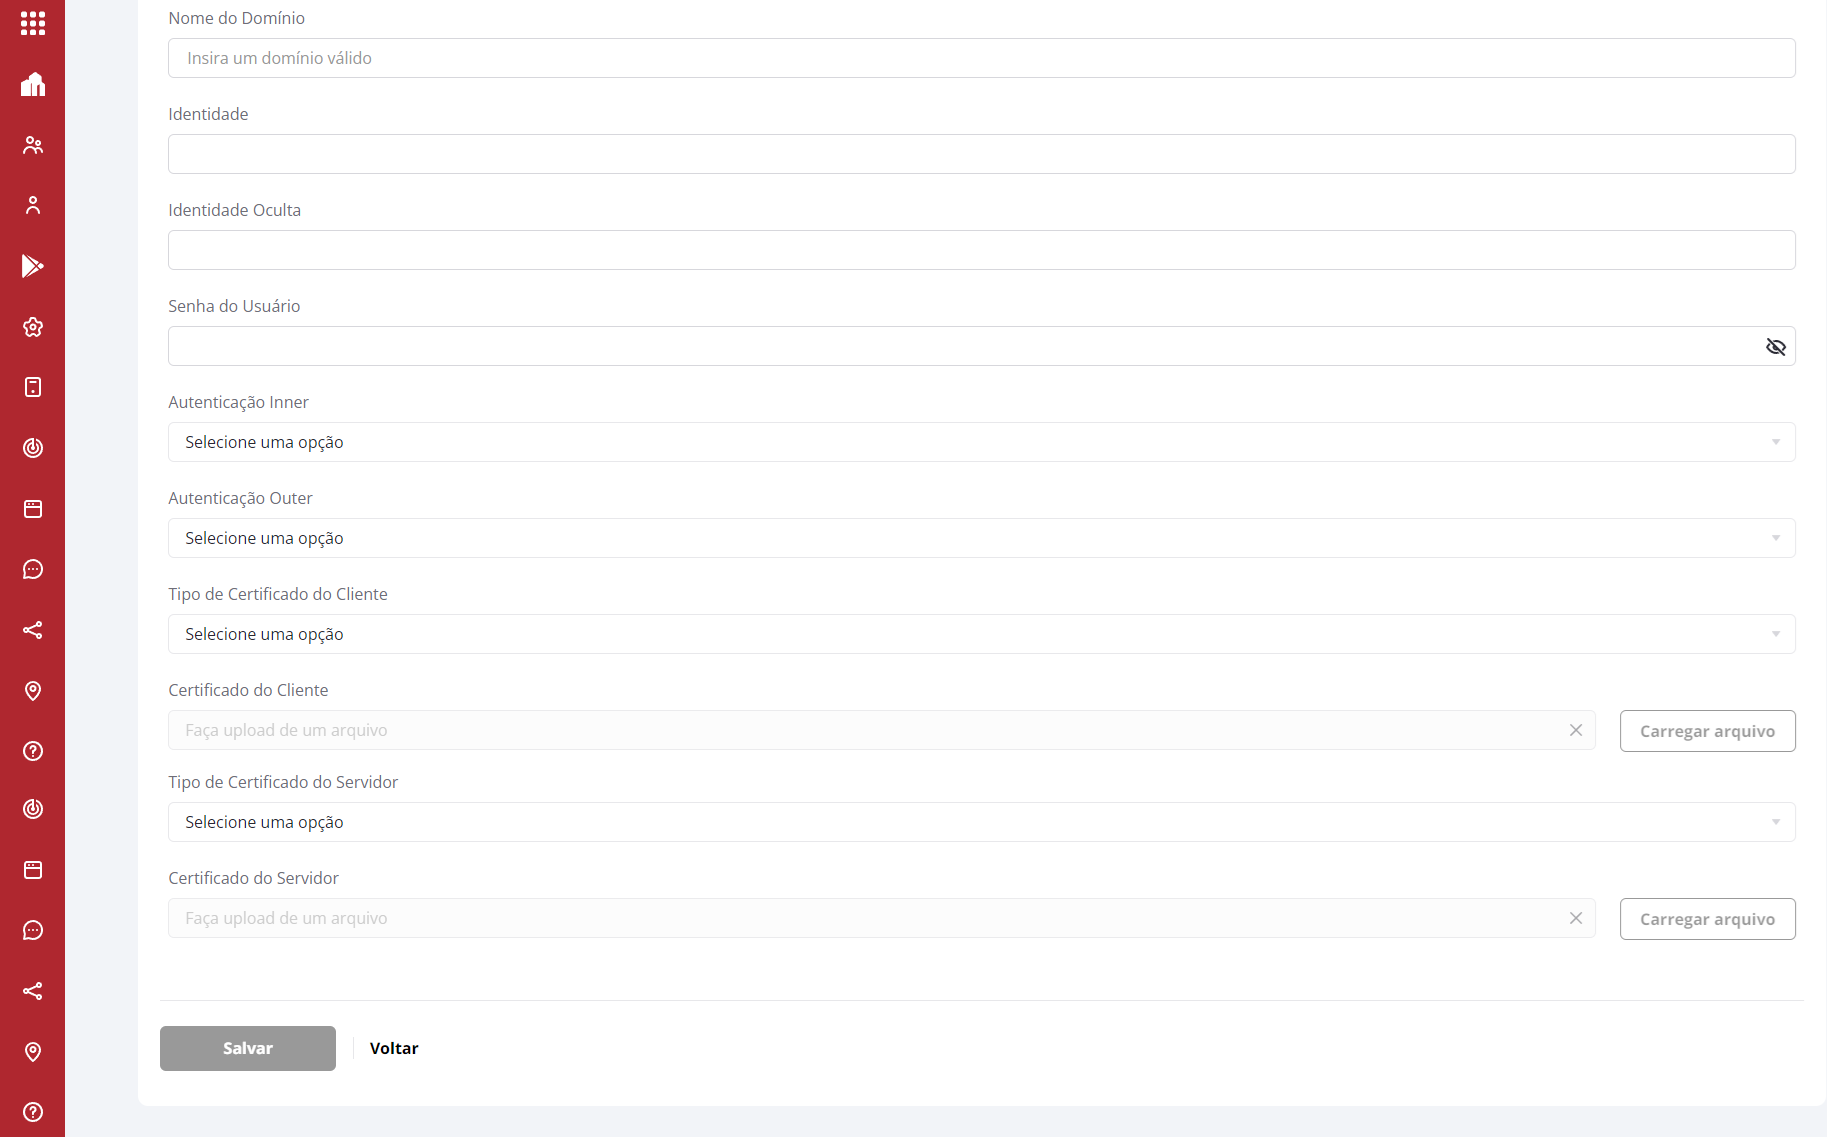 Nome do Domínio
Insira um domínio válido
Identidade
Identidade Oculta
Senha do Usuário
Autenticação Inner
Selecione uma opção
Autenticação Outer
Selecione uma opção
Tipo de Certificado do Cliente
Selecione uma opção
Certificado do Cliente
Faça upload de um arquivo
Carregar arquivo
Tipo de Certificado do Servidor
Selecione uma opção
Certificado do Servidor
Faça upload de um arquivo
Carregar arquivo
Salvar
Voltar